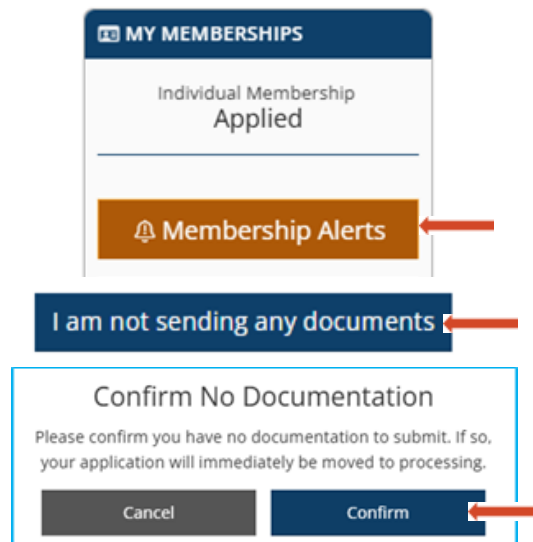 MY MEMBERSHIPS
Individual Membership
Applied
Membership Alerts
I am not sending any documents
Confirm No Documentation
Please confirm you have no documentation to submit. If so,
your application will immediately be moved to processing.
Cancel
Confirm